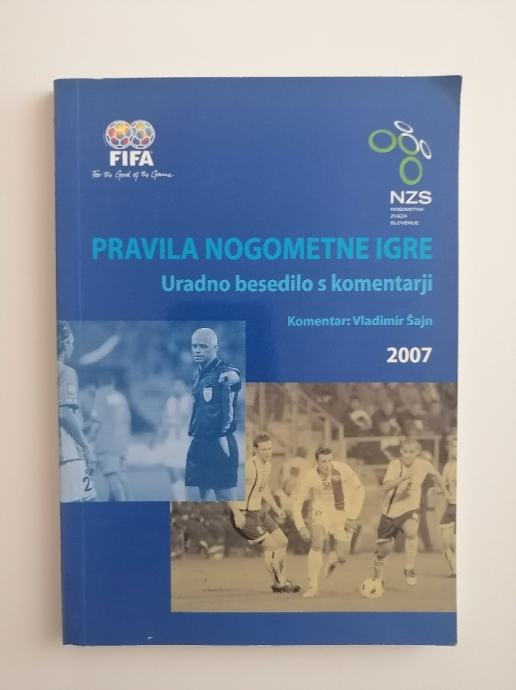 FIFA
For the Good of the Game
NZS
NOGOMETNA
ZVEZA
SLOVENIJE
PRAVILA NOGOMETNE IGRE
Uradno besedilo s komentarji
Komentar: Vladimir Šajn
2007
2